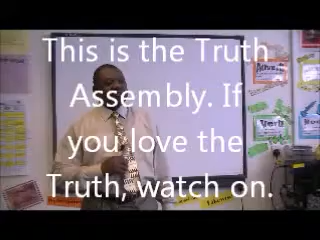 This is the Truth
Assembly. If
you love the
Truth, watch on.